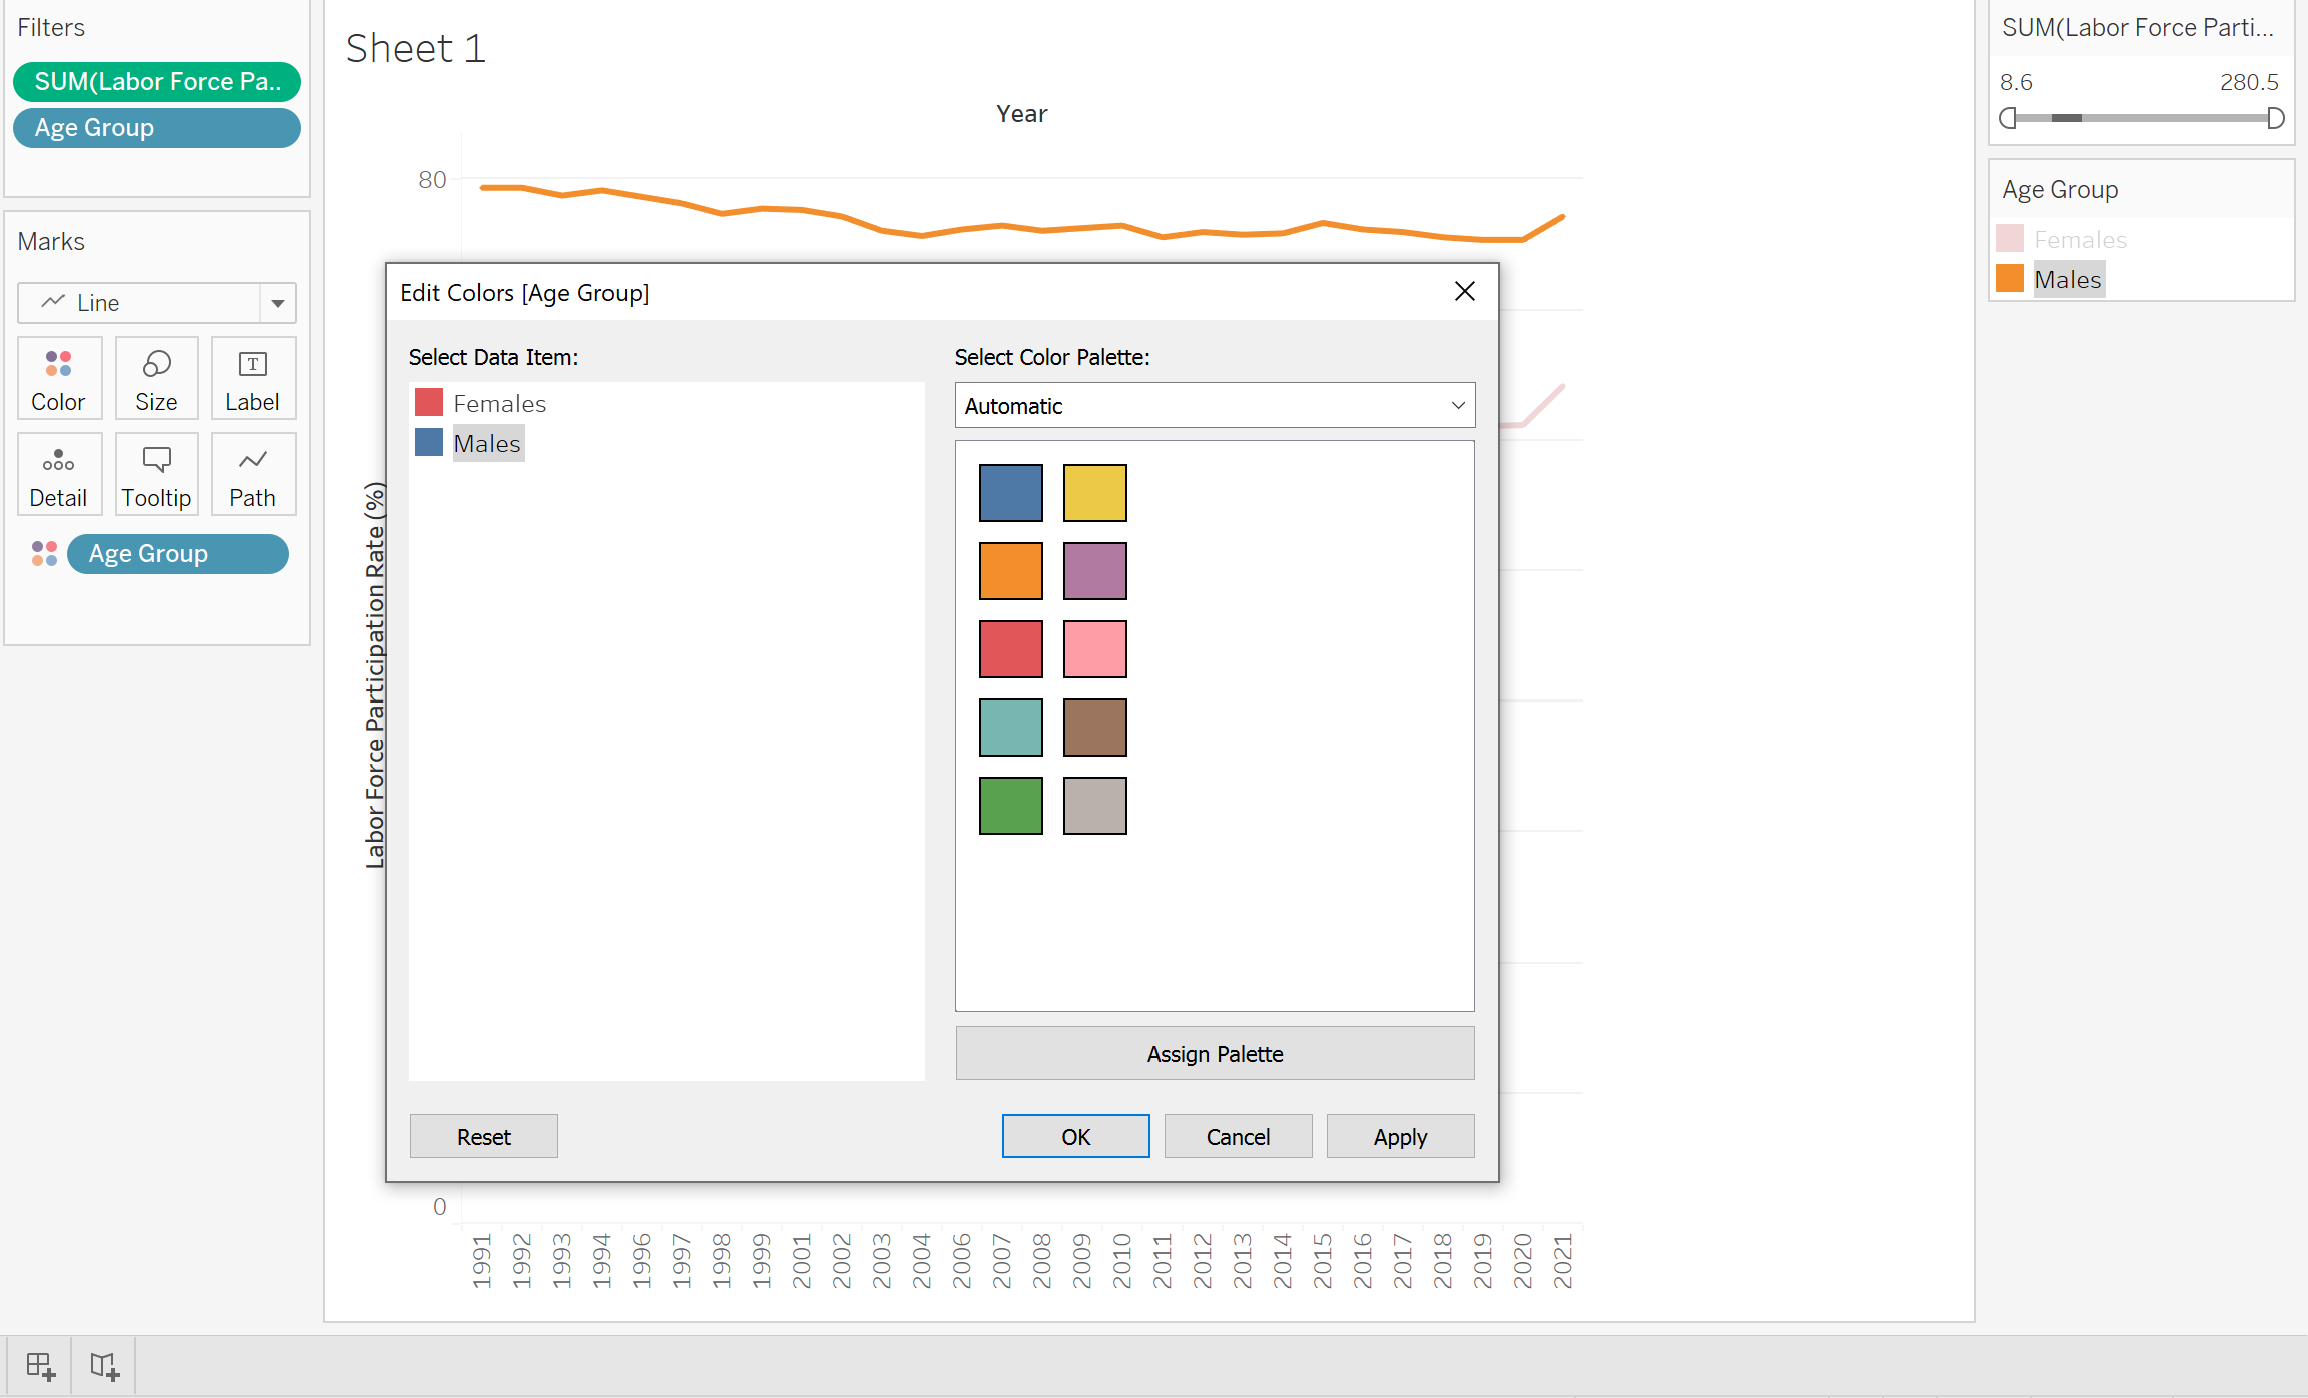 Filters
SUM(Labor Force Pa..
Age Group
Marks
Line
Color
Size
Label
Detail
Tooltip
Path
Age Group
Sheet 1
Year
80
Labor Force Participation Rate (%)
0
1991
1992
1993
1994
1996
1997
1998
1999
2001
2002
2003
2004
2006
2007
2008
2009
2010
2011
2012
2013
2014
2015
2016
2017
2018
2019
2020
2021
Edit Colors [Age Group]
Select Data Item:
Females
Males
Select Color Palette:
Automatic
Assign Palette
Reset
OK
Cancel
Apply
SUM(Labor Force Parti...
8.6
280.5
Age Group
Females
Males